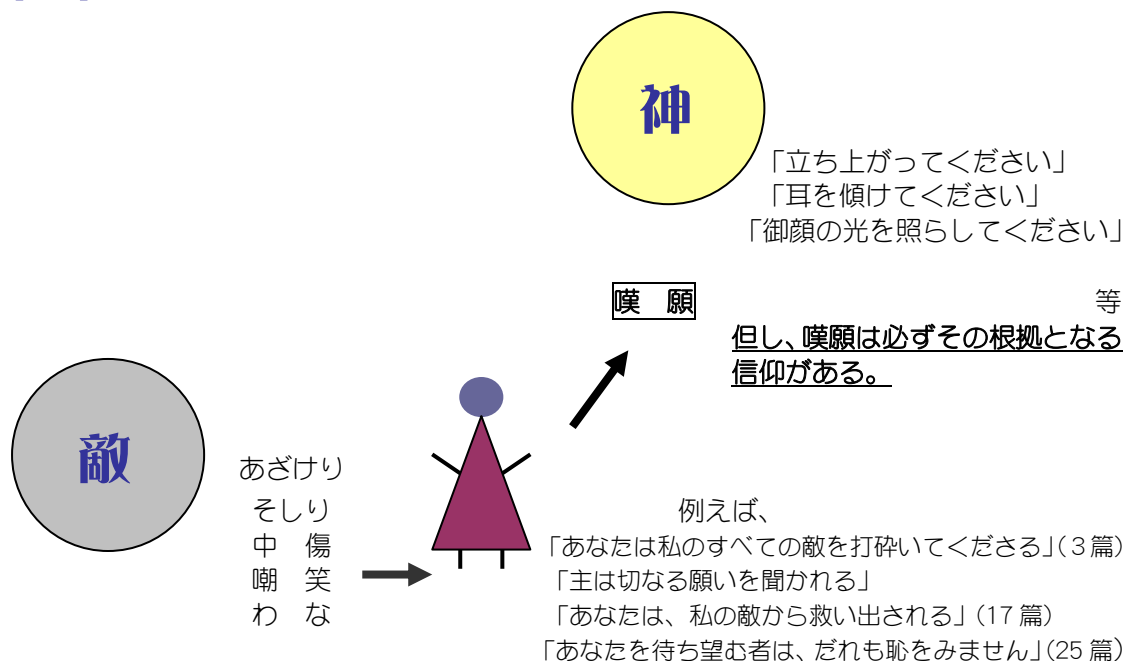 神
「立ち上がってください」
「耳を傾けてください」
「御顔の光を照らしてください」
嘆　願
等
但し、嘆願は必ずその根拠となる
信仰がある。
敵
あざけり
そしり
中　傷
嘲　笑
わ　な
例えば、
「あなたは私のすべての敵を打砕いてくださる」(3篇)
「主は切なる願いを聞かれる」
「あなたは、私の敵から救い出される」(17篇)
「あなたを待ち望む者は、だれも恥をみません」(25篇)